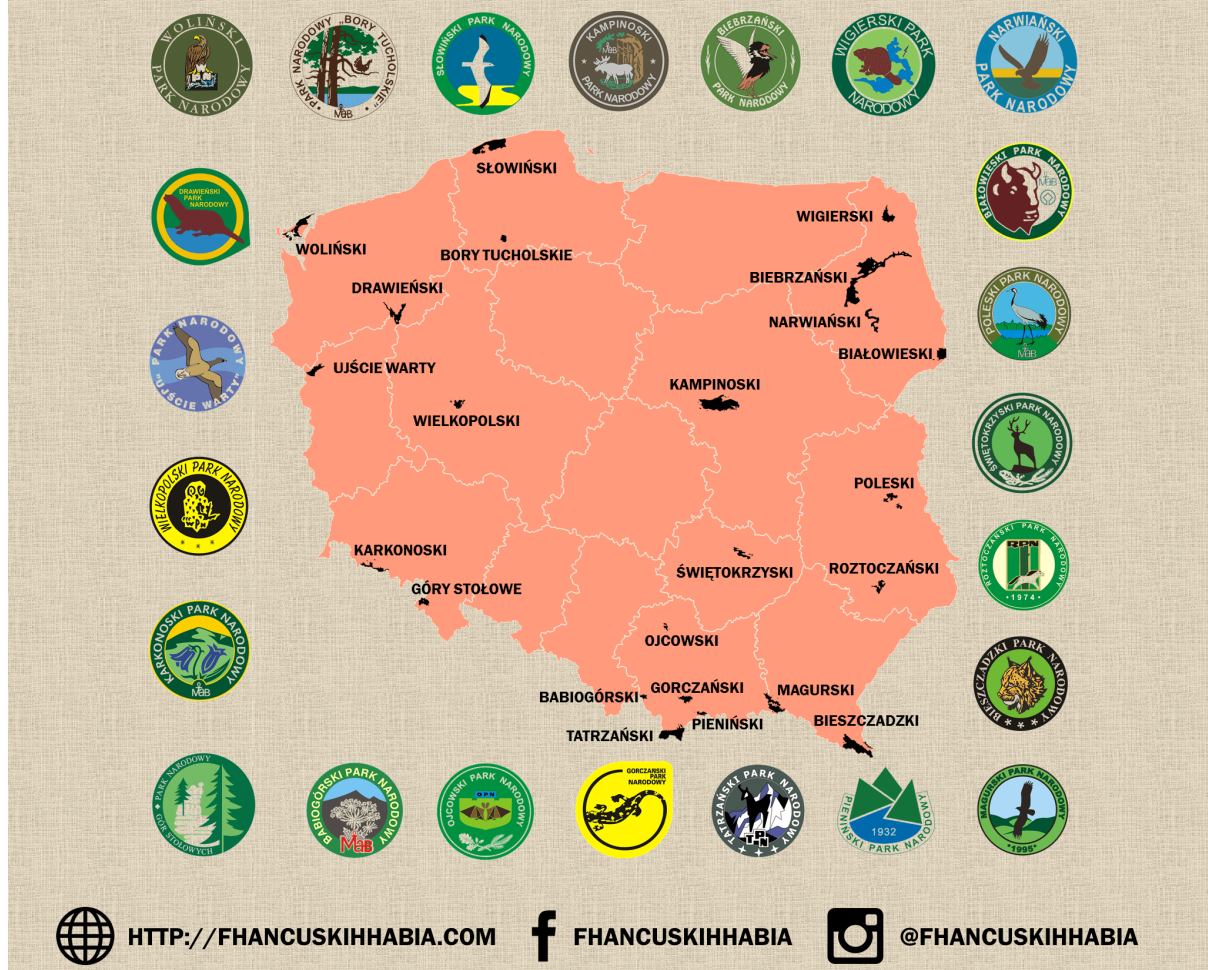 WOLIŃSKI
PARK NARODOWY
PARK NARODOWY „BORY TUCHOLSKIE”
MaB
SŁOWIŃSKI PARK NARODOWY
KAMPINOSKI
MaB
PARK NARODOWY
BIEBRZAŃSKI
PARK NARODOWY
WIGIERSKI PARK
NARODOWY
NARWIAŃSKI
PARK NARODOWY
DRAWIEŃSKI
PARK
NARODOWY
BIAŁOWIESKI PARK NARODOWY
MaB
SŁOWIŃSKI
WIGIERSKI
WOLIŃSKI
BORY TUCHOLSKIE
BIEBRZAŃSKI
DRAWIEŃSKI
NARWIAŃSKI
POLESKI PARK NARODOWY
MaB
BIAŁOWIESKI
PARK NARODOWY
"UJŚCIE WARTY"
UJŚCIE WARTY
KAMPINOSKI
WIELKOPOLSKI
ŚWIĘTOKRZYSKI PARK NARODOWY
WIELKOPOLSKI PARK NARODOWY
POLESKI
KARKONOSKI
ŚWIĘTOKRZYSKI
ROZTOCZAŃSKI
GÓRY STOŁOWE
ROZTOCZAŃSKI PARK NARODOWY
RPN
• 1974 •
KARKONOSKI PARK NARODOWY
MaB
OJCOWSKI
BABIOGÓRSKI
GORCZAŃSKI
MAGURSKI
PIENIŃSKI
BIESZCZADZKI
TATRZAŃSKI
BIESZCZADZKI PARK NARODOWY
PARK NARODOWY
GÓR STOŁOWYCH
BABIOGÓRSKI PARK NARODOWY
MaB
OJCOWSKI PARK NARODOWY
OPN
GORCZAŃSKI
PARK
NARODOWY
TATRZAŃSKI PARK NARODOWY
TPN
PIENIŃSKI PARK NARODOWY
1932
MAGURSKI PARK NARODOWY
•1995•
HTTP://FHANCUSKIHHABIA.COM
FHANCUSKIHHABIA
@FHANCUSKIHHABIA